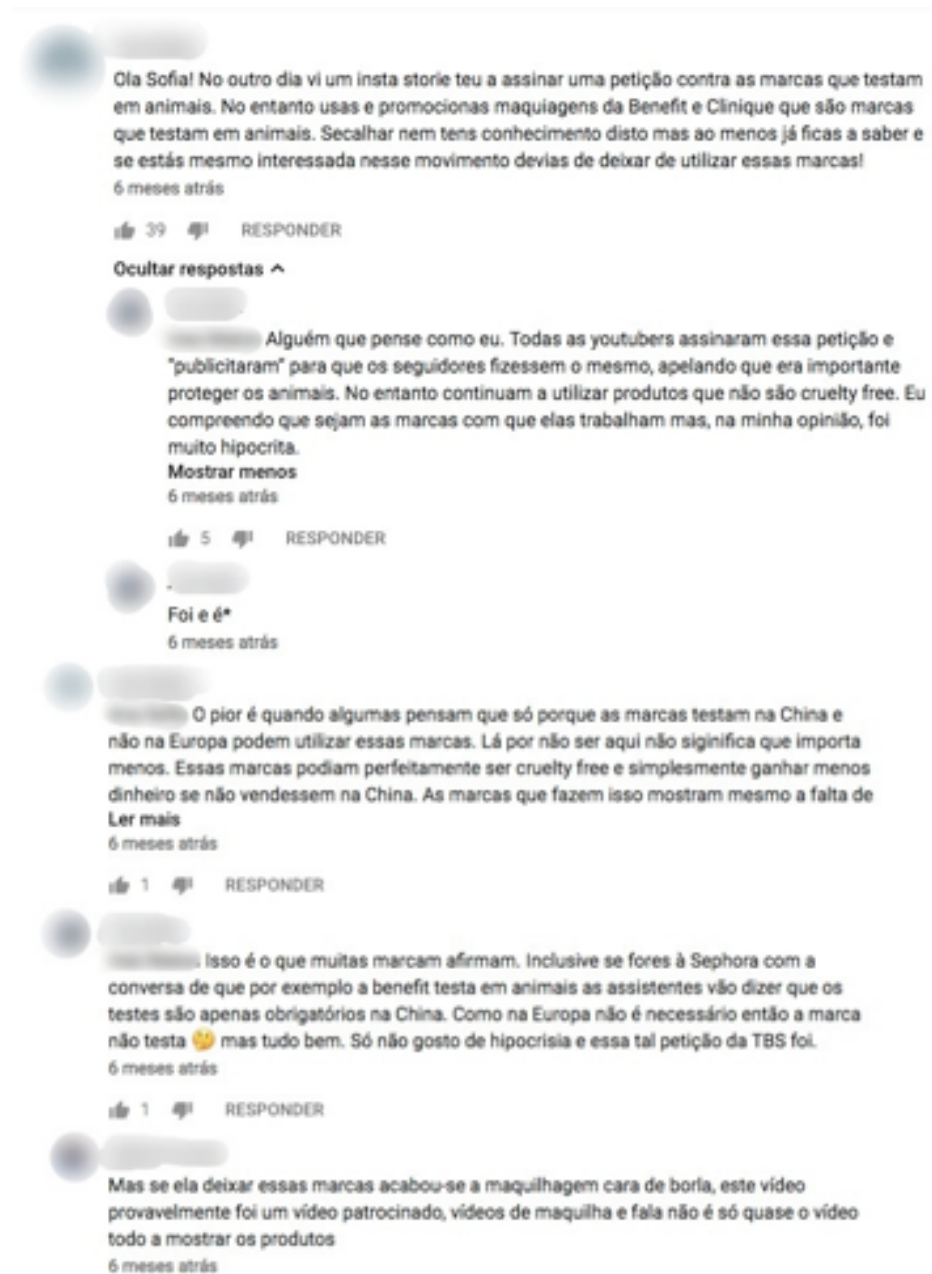 Ola Sofia! No outro dia vi um insta storie teu a assinar uma petição contra as marcas que testam
em animais. No entanto usas e promocionas maquiagens da Benefit e Clinique que são marcas
que testam em animais. Secalhar nem tens conhecimento disto mas ao menos já ficas a saber e
se estás mesmo interessada nesse movimento devias de deixar de utilizar essas marcas!
6 meses atrás
39 RESPONDER
Ocultar respostas
Alguém que pense como eu. Todas as youtubers assinaram essa petição e
"publicitaram" para que os seguidores fizessem o mesmo, apelando que era importante
proteger os animais. No entanto continuam a utilizar produtos que não são cruelty free. Eu
compreendo que sejam as marcas com que elas trabalham mas, na minha opinião, foi
muito hipocrita.
Mostrar menos
6 meses atrás
5 RESPONDER
Foi e é*
6 meses atrás
O pior é quando algumas pensam que só porque as marcas testam na China e
não na Europa podem utilizar essas marcas. Lá por não ser aqui não siginifica que importa
menos. Essas marcas podiam perfeitamente ser cruelty free e simplesmente ganhar menos
dinheiro se não vendessem na China. As marcas que fazem isso mostram mesmo a falta de
Ler mais
6 meses atrás
1 RESPONDER
Isso é o que muitas marcam afirmam. Inclusive se fores à Sephora com a
conversa de que por exemplo a benefit testa em animais as assistentes vão dizer que os
testes são apenas obrigatórios na China. Como na Europa não é necessário então a marca
não testa 🤔 mas tudo bem. Só não gosto de hipocrisia e essa tal petição da TBS foi.
6 meses atrás
1 RESPONDER
Mas se ela deixar essas marcas acabou-se a maquilhagem cara de borla, este vídeo
provavelmente foi um vídeo patrocinado, vídeos de maquilha e fala não é só quase o vídeo
todo a mostrar os produtos
6 meses atrás